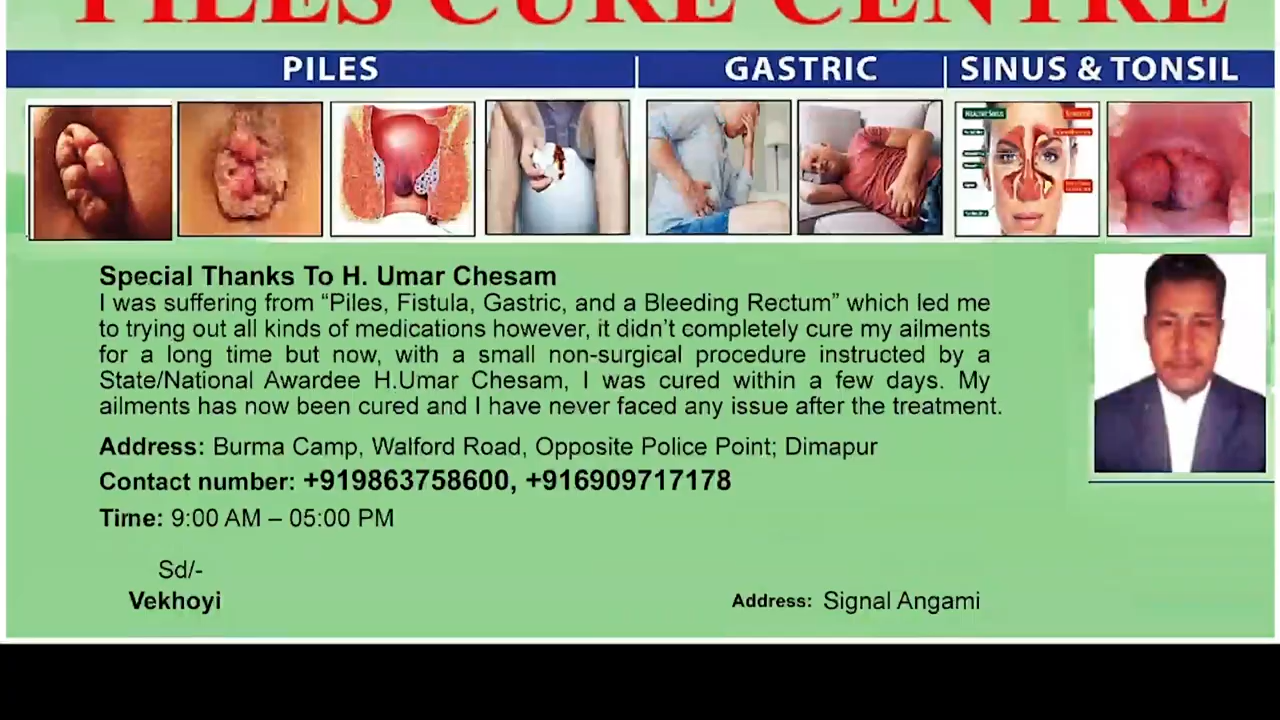 PILES CURE CENTRE
PILES
GASTRIC
SINUS & TONSIL
HEALTHY SINUS
Special Thanks To H. Umar Chesam
I was suffering from “Piles, Fistula, Gastric, and a Bleeding Rectum” which led me
to trying out all kinds of medications however, it didn’t completely cure my ailments
for a long time but now, with a small non-surgical procedure instructed by a
State/National Awardee H.Umar Chesam, I was cured within a few days. My
ailments has now been cured and I have never faced any issue after the treatment.
Address: Burma Camp, Walford Road, Opposite Police Point; Dimapur
Contact number: +919863758600, +916909717178
Time: 9:00 AM – 05:00 PM
Sd/-
Vekhoyi
Address: Signal Angami